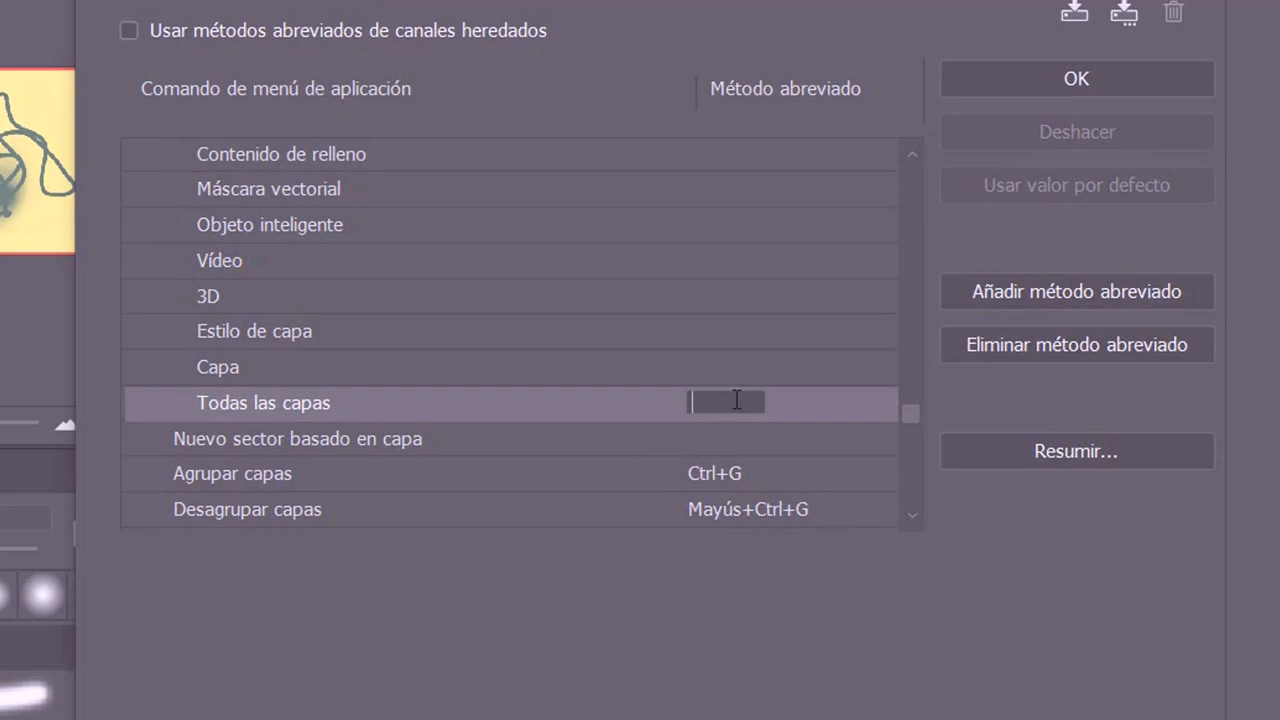 Usar métodos abreviados de canales heredados
Comando de menú de aplicación
Método abreviado
OK
Deshacer
Usar valor por defecto
Añadir método abreviado
Eliminar método abreviado
Resumir...
Contenido de relleno
Máscara vectorial
Objeto inteligente
Vídeo
3D
Estilo de capa
Capa
Todas las capas
Nuevo sector basado en capa
Agrupar capas Ctrl+G
Desagrupar capas Mayús+Ctrl+G